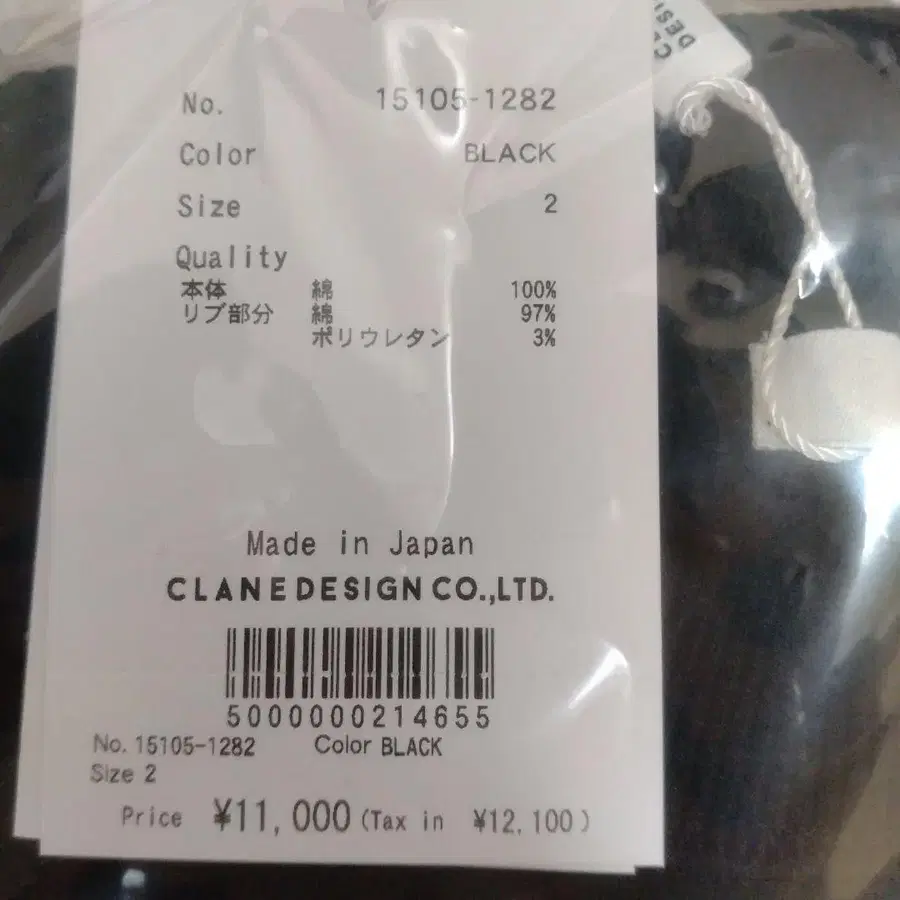 No. 15105-1282
Color BLACK
Size 2
Quality
本体 綿 100%
リブ部分 綿 97%
ポリウレタン 3%
Made in Japan
CLANEDESIGN CO.,LTD.
5000000214655
No. 15105-1282 Color BLACK
Size 2
Price ¥11,000 (Tax in ¥12,100)